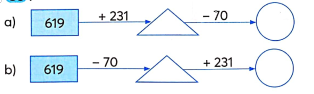 a) 619 + 231 – 70
b) 619 – 70 + 231